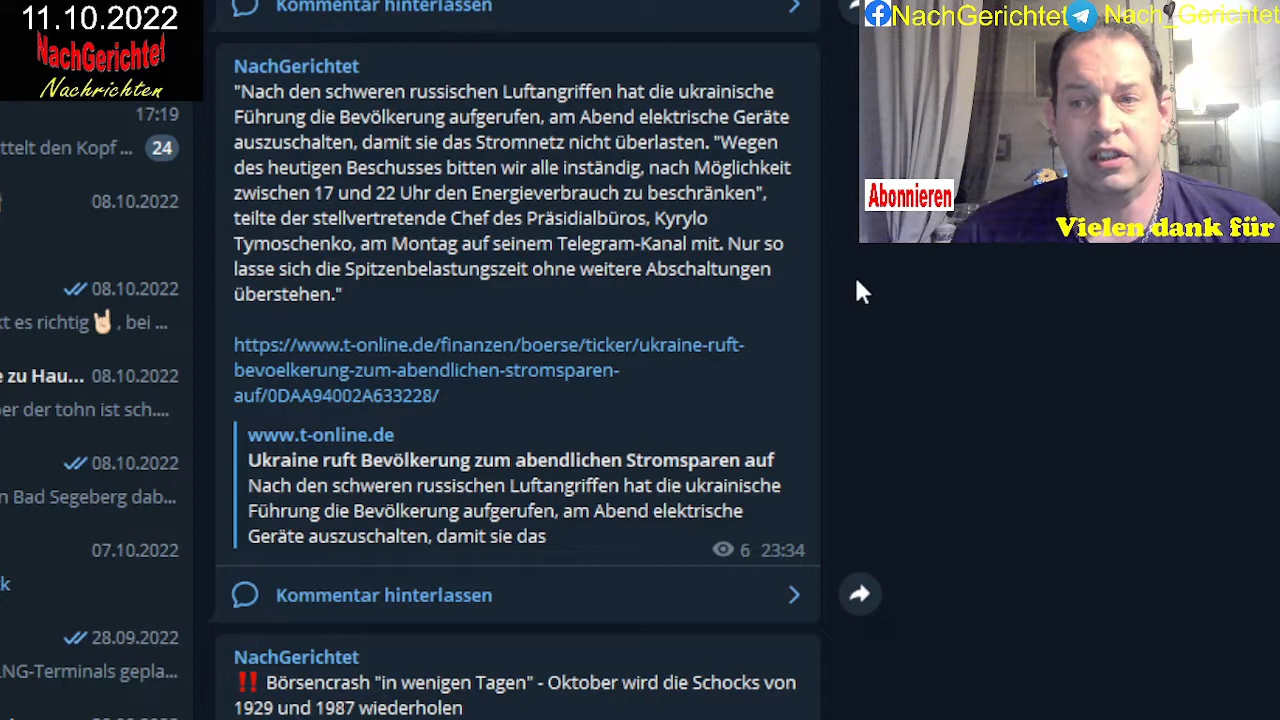 11.10.2022
NachGerichtet
Nachrichten
NachGerichtet
Nach_Gerichtet
Abonnieren
Vielen dank für
17:19
ttelt den Kopf ...
24
08.10.2022
08.10.2022
kt es richtig🤘🏻, bei ...
e zu Hau... 08.10.2022
ber der tohn ist sch....
08.10.2022
n Bad Segeberg dab...
07.10.2022
k
28.09.2022
LNG-Terminals gepla...
Kommentar hinterlassen
NachGerichtet
"Nach den schweren russischen Luftangriffen hat die ukrainische
Führung die Bevölkerung aufgerufen, am Abend elektrische Geräte
auszuschalten, damit sie das Stromnetz nicht überlasten. "Wegen
des heutigen Beschusses bitten wir alle inständig, nach Möglichkeit
zwischen 17 und 22 Uhr den Energieverbrauch zu beschränken",
teilte der stellvertretende Chef des Präsidialbüros, Kyrylo
Tymoschenko, am Montag auf seinem Telegram-Kanal mit. Nur so
lasse sich die Spitzenbelastungszeit ohne weitere Abschaltungen
überstehen."
https://www.t-online.de/finanzen/boerse/ticker/ukraine-ruft-
bevoelkerung-zum-abendlichen-stromsparen-
auf/0DAA94002A633228/
www.t-online.de
Ukraine ruft Bevölkerung zum abendlichen Stromsparen auf
Nach den schweren russischen Luftangriffen hat die ukrainische
Führung die Bevölkerung aufgerufen, am Abend elektrische
Geräte auszuschalten, damit sie das
6 23:34
Kommentar hinterlassen
NachGerichtet
‼️ Börsencrash "in wenigen Tagen" - Oktober wird die Schocks von
1929 und 1987 wiederholen